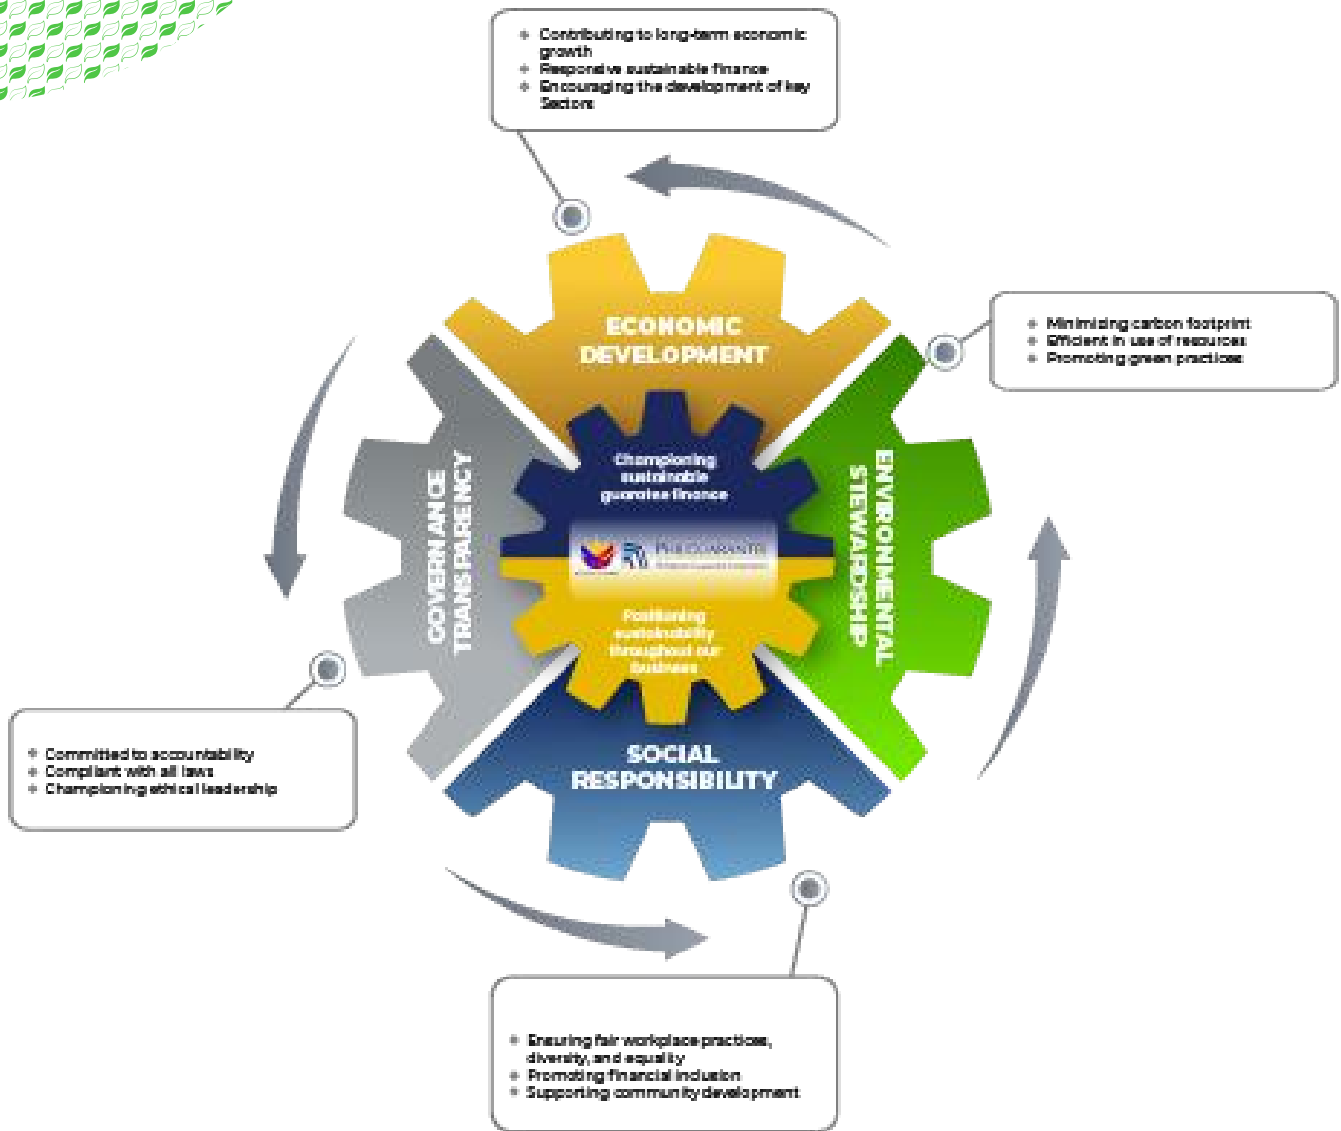 Contributing to long-term economic
growth
Responsive sustainable finance
Encouraging the development of key
Sectors
Minimizing carbon footprint
Efficient in use of resources
Promoting green practices
ECONOMIC
DEVELOPMENT
ENVIRONMENTAL
STEWARDSHIP
GOVERNANCE
TRANSPARENCY
Championing
sustainable
guarantee finance
PHILGUARANTEE
Positioning
sustainability
throughout our
business
SOCIAL
RESPONSIBILITY
Committed to accountability
Compliant with all laws
Championing ethical leadership
Ensuring fair workplace practices,
diversity, and equality
Promoting financial inclusion
Supporting community development